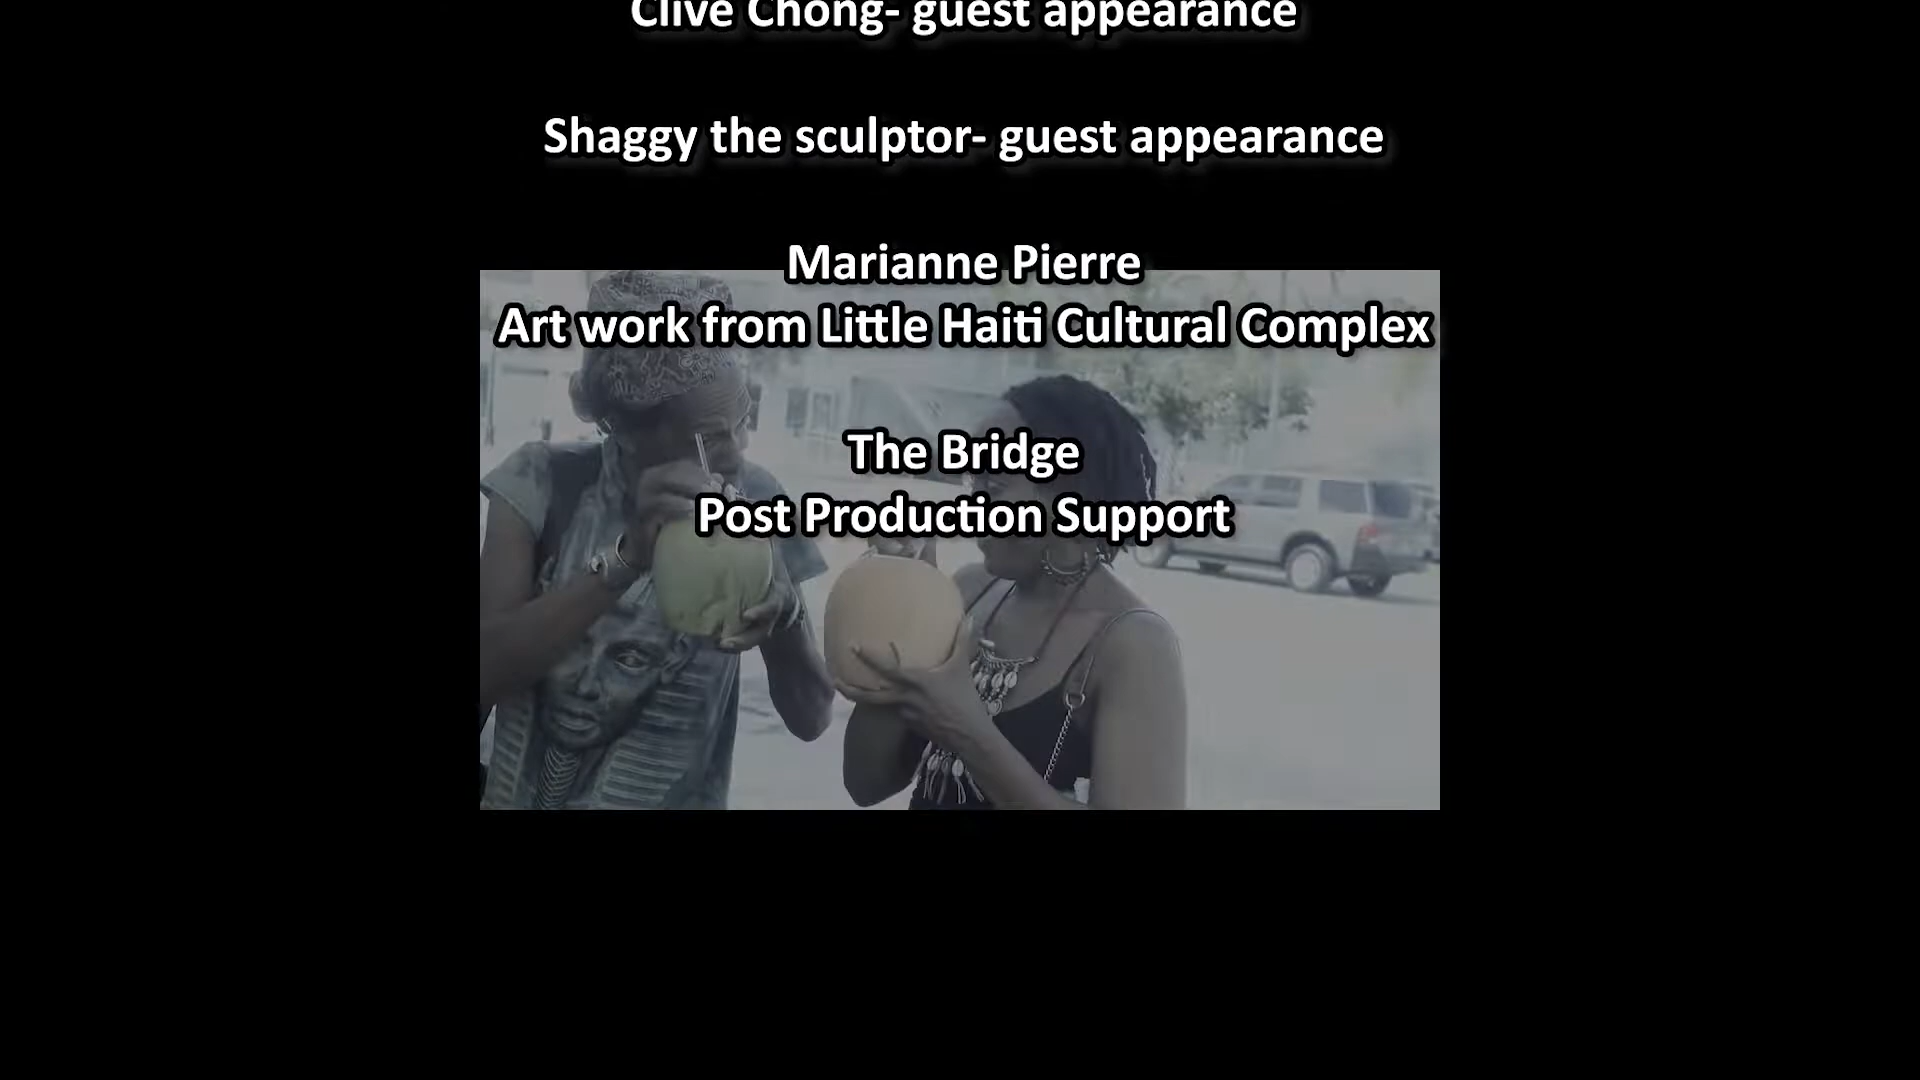 Clive Chong- guest appearance
Shaggy the sculptor- guest appearance
Marianne Pierre
Art work from Little Haiti Cultural Complex
The Bridge
Post Production Support